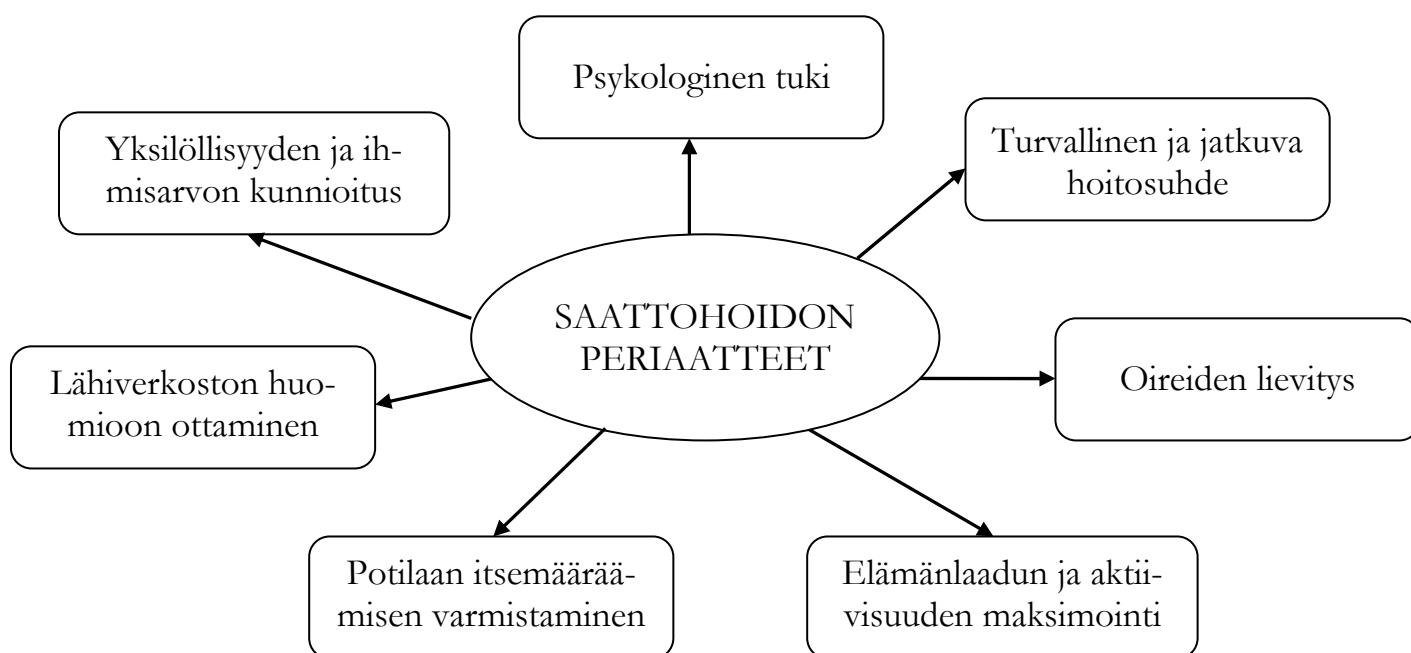 Psykologinen tuki
Yksilöllisyyden ja ih-
misarvon kunnioitus
Turvallinen ja jatkuva
hoitosuhde
SAATTOHOIDON
PERIAATTEET
Lähiverkoston huo-
mioon ottaminen
Oireiden lievitys
Potilaan itsemäärää-
misen varmistaminen
Elämänlaadun ja aktii-
visuuden maksimointi